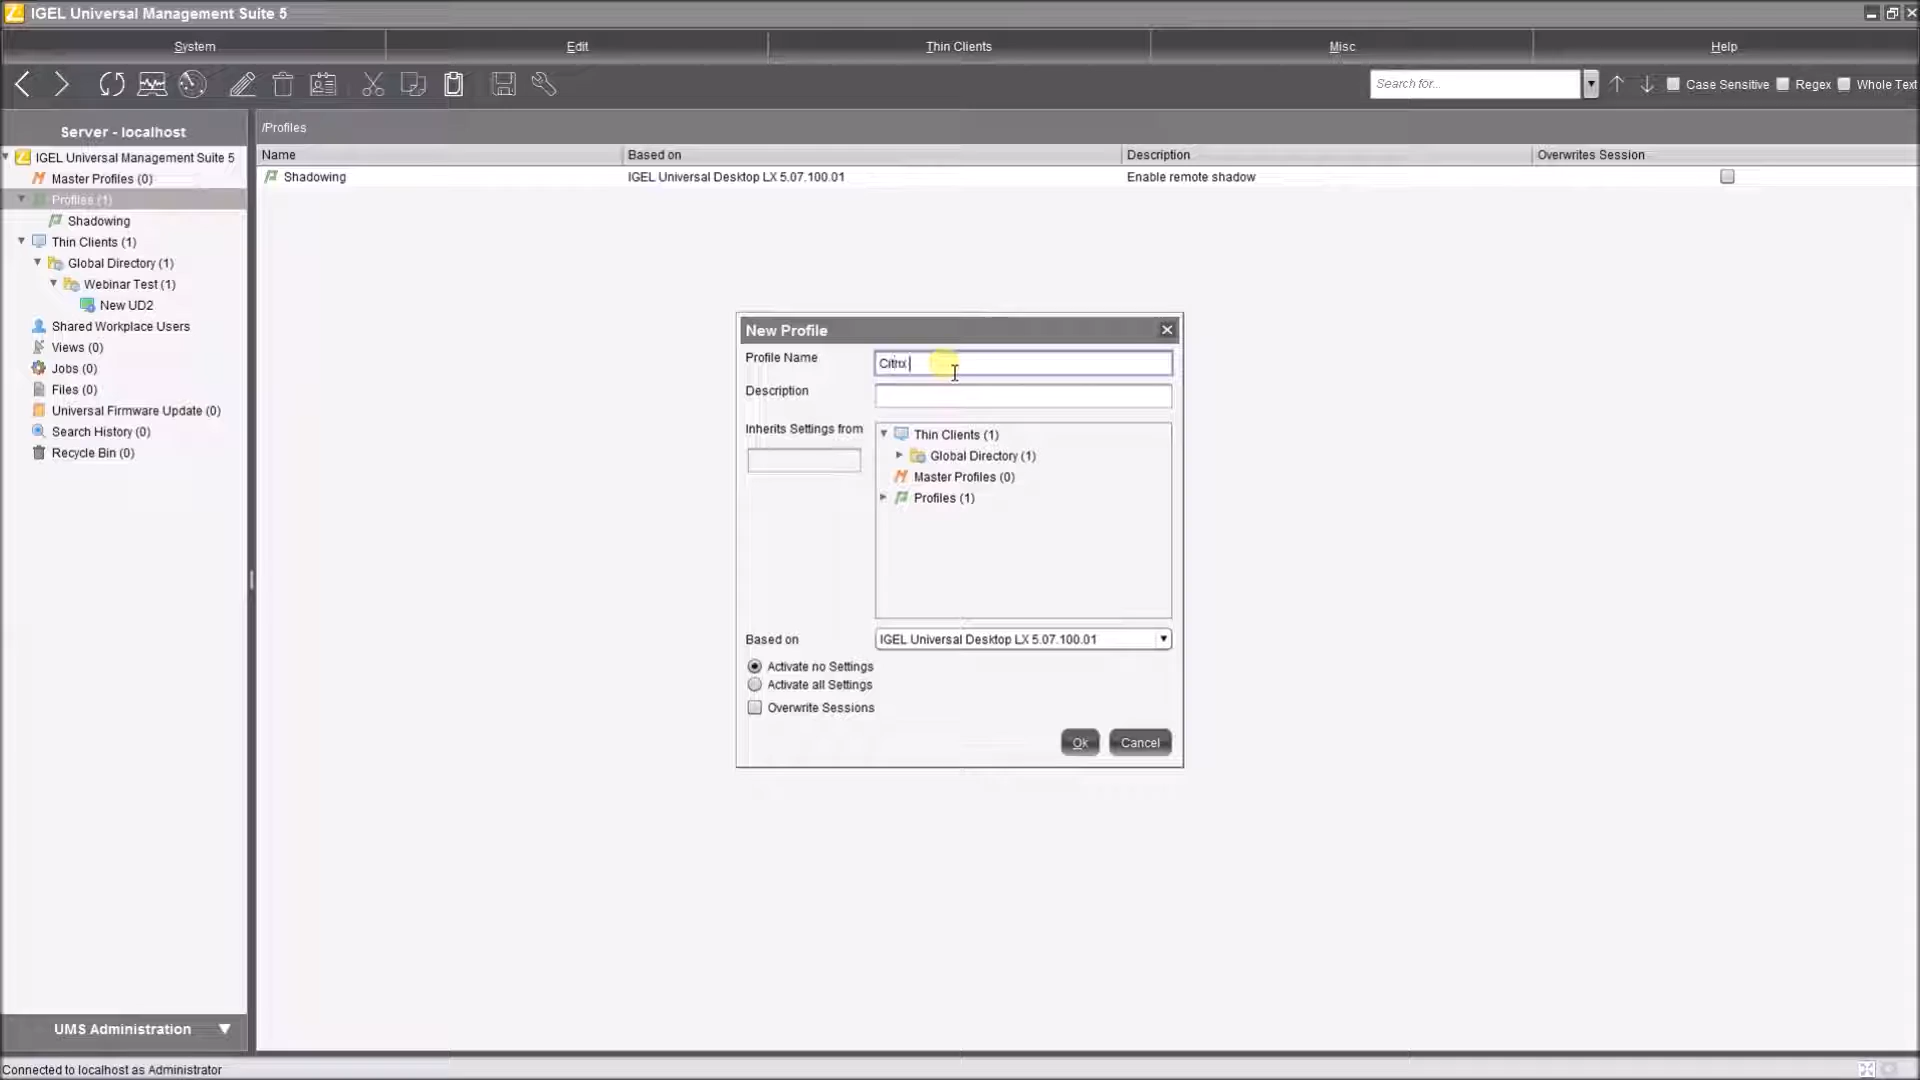 IGEL Universal Management Suite 5
System Edit Thin Clients Misc Help
Search for... Case Sensitive Regex Whole Text
Server - localhost
IGEL Universal Management Suite 5
Master Profiles (0)
Profiles (1)
Shadowing
Thin Clients (1)
Global Directory (1)
Webinar Test (1)
New UD2
Shared Workplace Users
Views (0)
Jobs (0)
Files (0)
Universal Firmware Update (0)
Search History (0)
Recycle Bin (0)
UMS Administration
/Profiles
Name Based on Description Overwrites Session
Shadowing IGEL Universal Desktop LX 5.07.100.01 Enable remote shadow
New Profile
Profile Name Citrix
Description
Inherits Settings from
Thin Clients (1)
Global Directory (1)
Master Profiles (0)
Profiles (1)
Based on IGEL Universal Desktop LX 5.07.100.01
Activate no Settings
Activate all Settings
Overwrite Sessions
Ok Cancel
Connected to localhost as Administrator